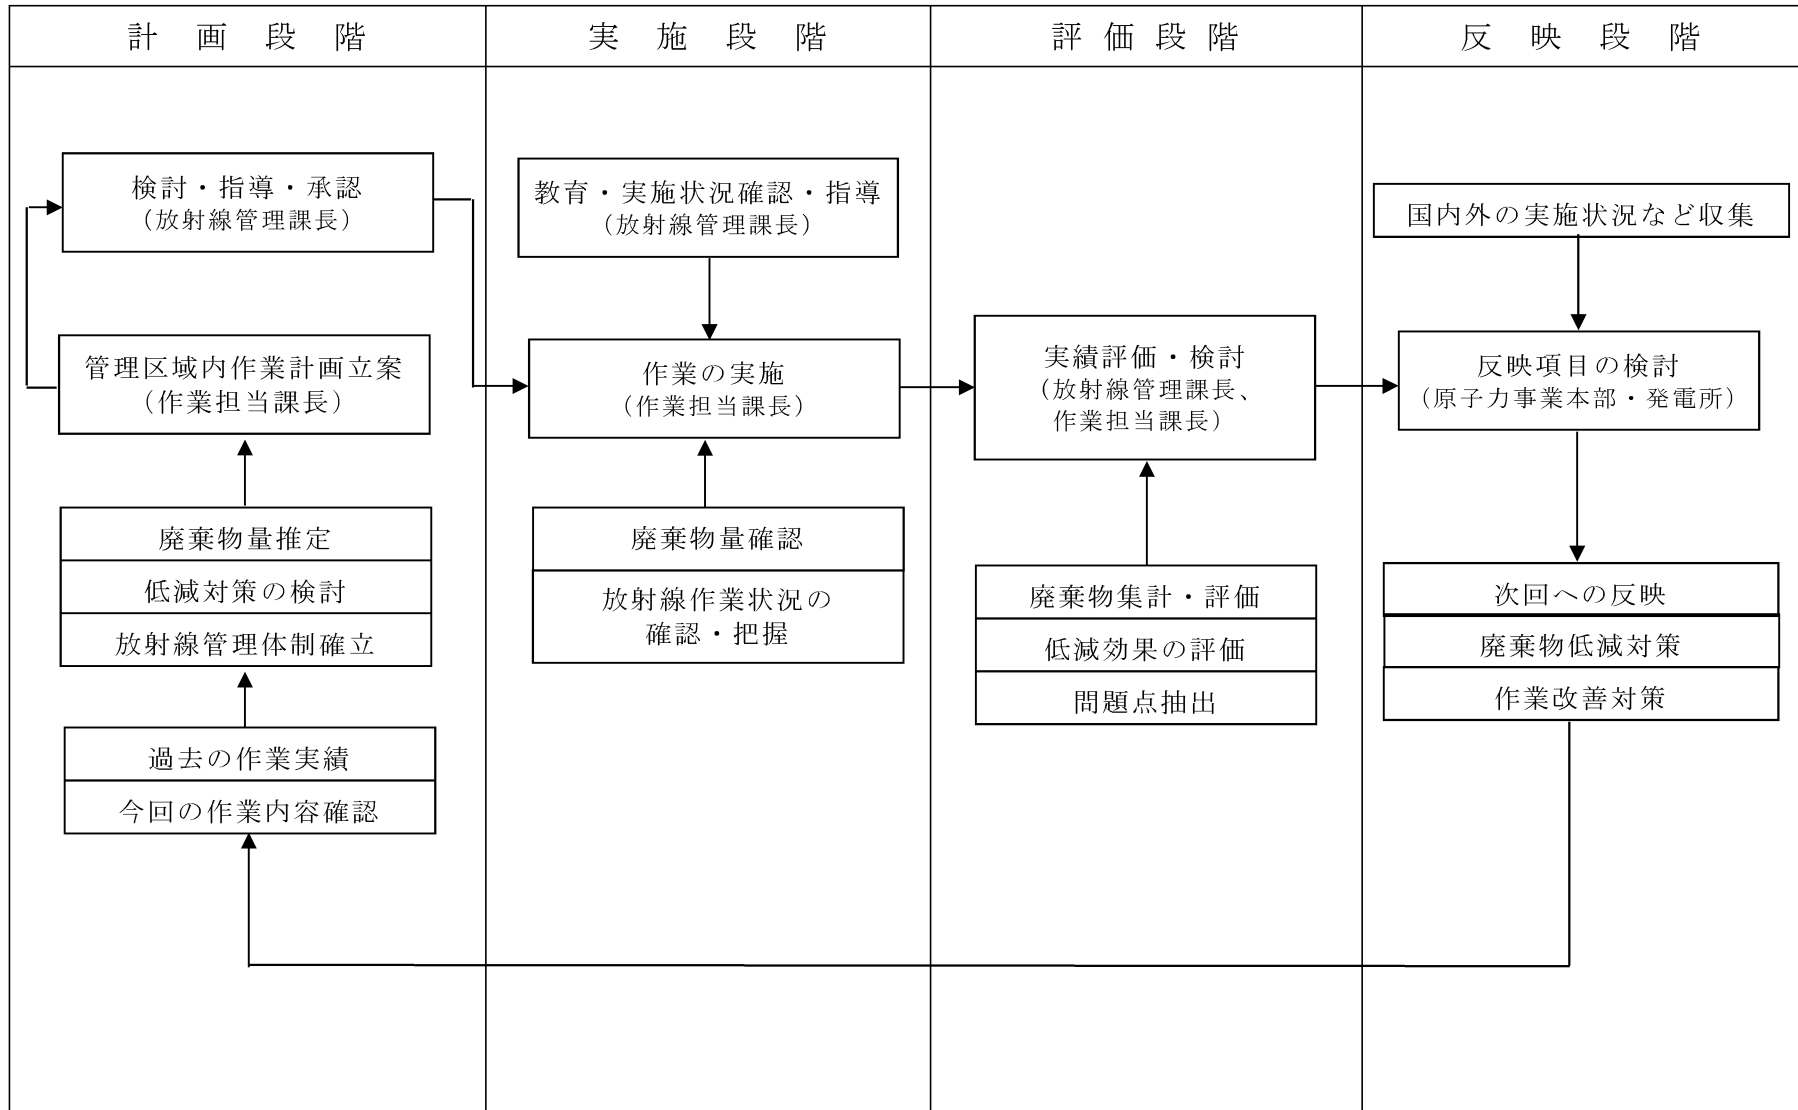 計画段階
実施段階
評価段階
反映段階
検討・指導・承認
（放射線管理課長）
管理区域内作業計画立案
（作業担当課長）
廃棄物量推定
低減対策の検討
放射線管理体制確立
過去の作業実績
今回の作業内容確認
教育・実施状況確認・指導
（放射線管理課長）
作業の実施
（作業担当課長）
廃棄物量確認
放射線作業状況の
確認・把握
実績評価・検討
（放射線管理課長、
作業担当課長）
廃棄物集計・評価
低減効果の評価
問題点抽出
国内外の実施状況など収集
反映項目の検討
（原子力事業本部・発電所）
次回への反映
廃棄物低減対策
作業改善対策